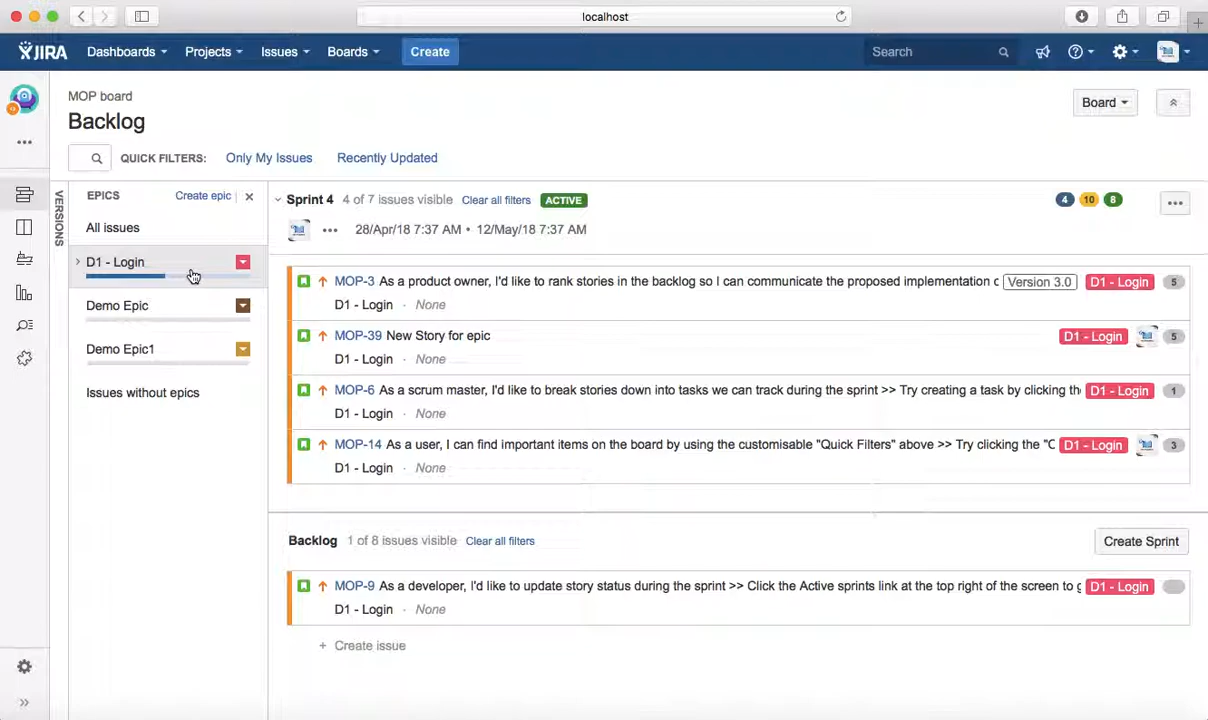 localhost
JIRA Dashboards Projects Issues Boards Create Search
MOP board
Backlog
Board
QUICK FILTERS: Only My Issues Recently Updated
VERSIONS
EPICS Create epic
All issues
D1 - Login
Demo Epic
Demo Epic1
Issues without epics
Sprint 4 4 of 7 issues visible Clear all filters ACTIVE 4 10 8
28/Apr/18 7:37 AM • 12/May/18 7:37 AM
MOP-3 As a product owner, I'd like to rank stories in the backlog so I can communicate the proposed implementation o Version 3.0 D1 - Login 5
D1 - Login · None
MOP-39 New Story for epic D1 - Login 5
D1 - Login · None
MOP-6 As a scrum master, I'd like to break stories down into tasks we can track during the sprint >> Try creating a task by clicking the D1 - Login 1
D1 - Login · None
MOP-14 As a user, I can find important items on the board by using the customisable "Quick Filters" above >> Try clicking the "O D1 - Login 3
D1 - Login · None
Backlog 1 of 8 issues visible Clear all filters Create Sprint
MOP-9 As a developer, I'd like to update story status during the sprint >> Click the Active sprints link at the top right of the screen to g D1 - Login
D1 - Login · None
+ Create issue